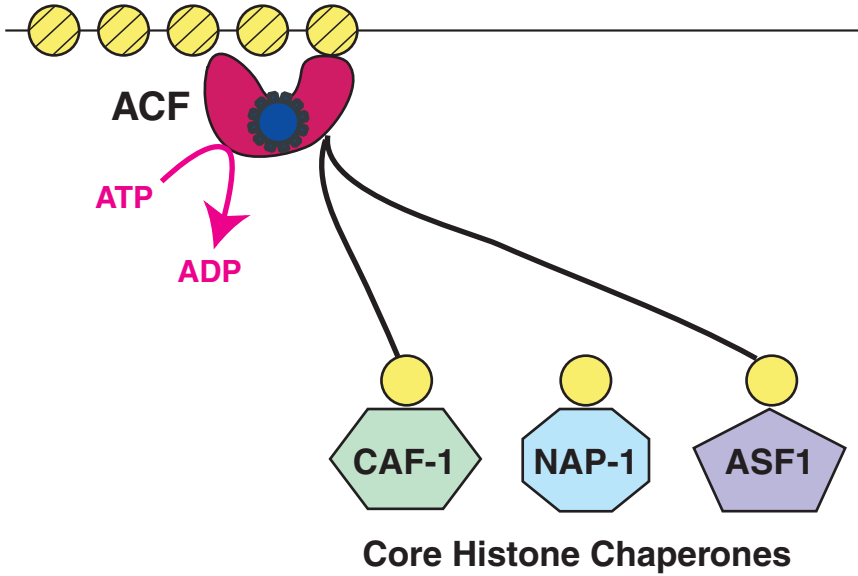 ACF
ATP
ADP
CAF-1
NAP-1
ASF1
Core Histone Chaperones